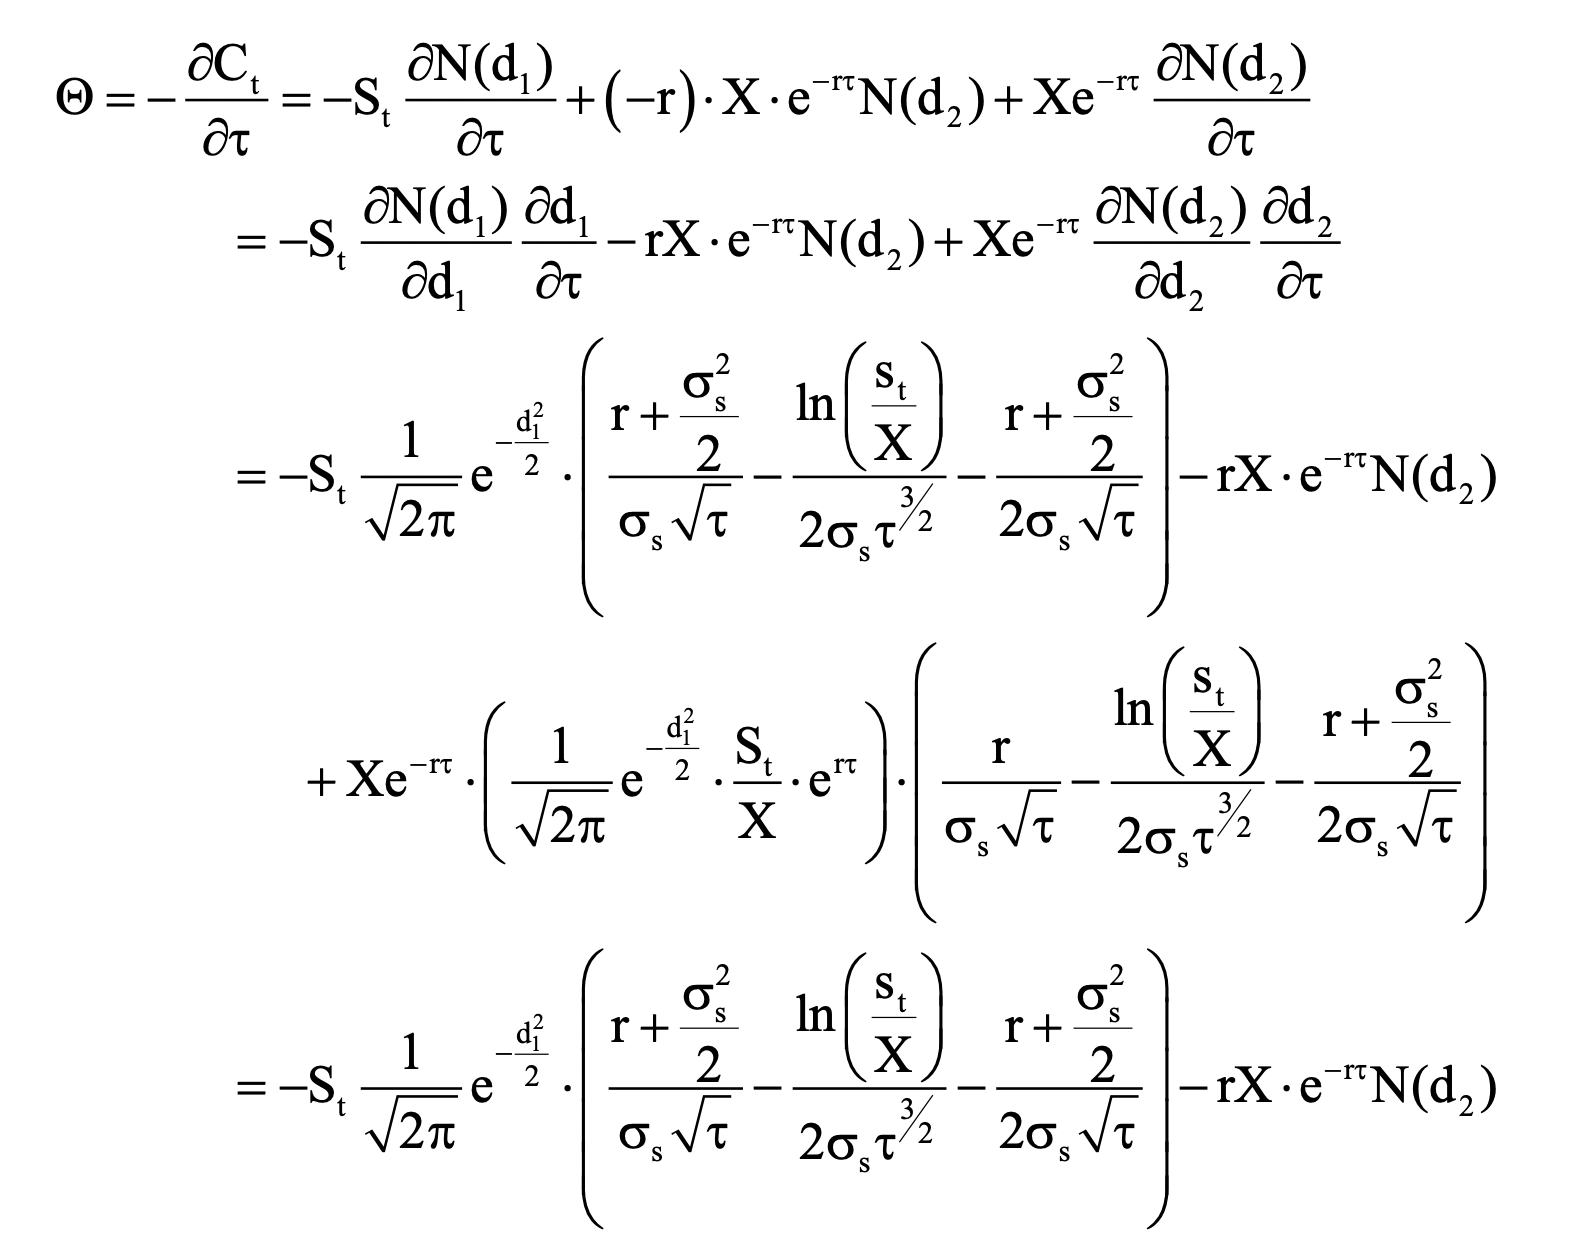 Θ = −∂C_t/∂τ = −S_t ∂N(d_1)/∂τ + (−r)·X·e^{−rτ}N(d_2) + Xe^{−rτ} ∂N(d_2)/∂τ
= −S_t ∂N(d_1)/∂d_1 ∂d_1/∂τ − rX·e^{−rτ}N(d_2) + Xe^{−rτ} ∂N(d_2)/∂d_2 ∂d_2/∂τ
= −S_t 1/√(2π) e^{−d_1^2/2} · ((r + σ_s^2/2)/(σ_s√τ) − ln(s_t/X)/(2σ_sτ^{3/2}) − (r + σ_s^2/2)/(2σ_s√τ)) − rX·e^{−rτ}N(d_2)
+ Xe^{−rτ} · (1/√(2π) e^{−d_1^2/2} · S_t/X · e^{rτ}) · (r/(σ_s√τ) − ln(s_t/X)/(2σ_sτ^{3/2}) − (r + σ_s^2/2)/(2σ_s√τ))
= −S_t 1/√(2π) e^{−d_1^2/2} · ((r + σ_s^2/2)/(σ_s√τ) − ln(s_t/X)/(2σ_sτ^{3/2}) − (r + σ_s^2/2)/(2σ_s√τ)) − rX·e^{−rτ}N(d_2)